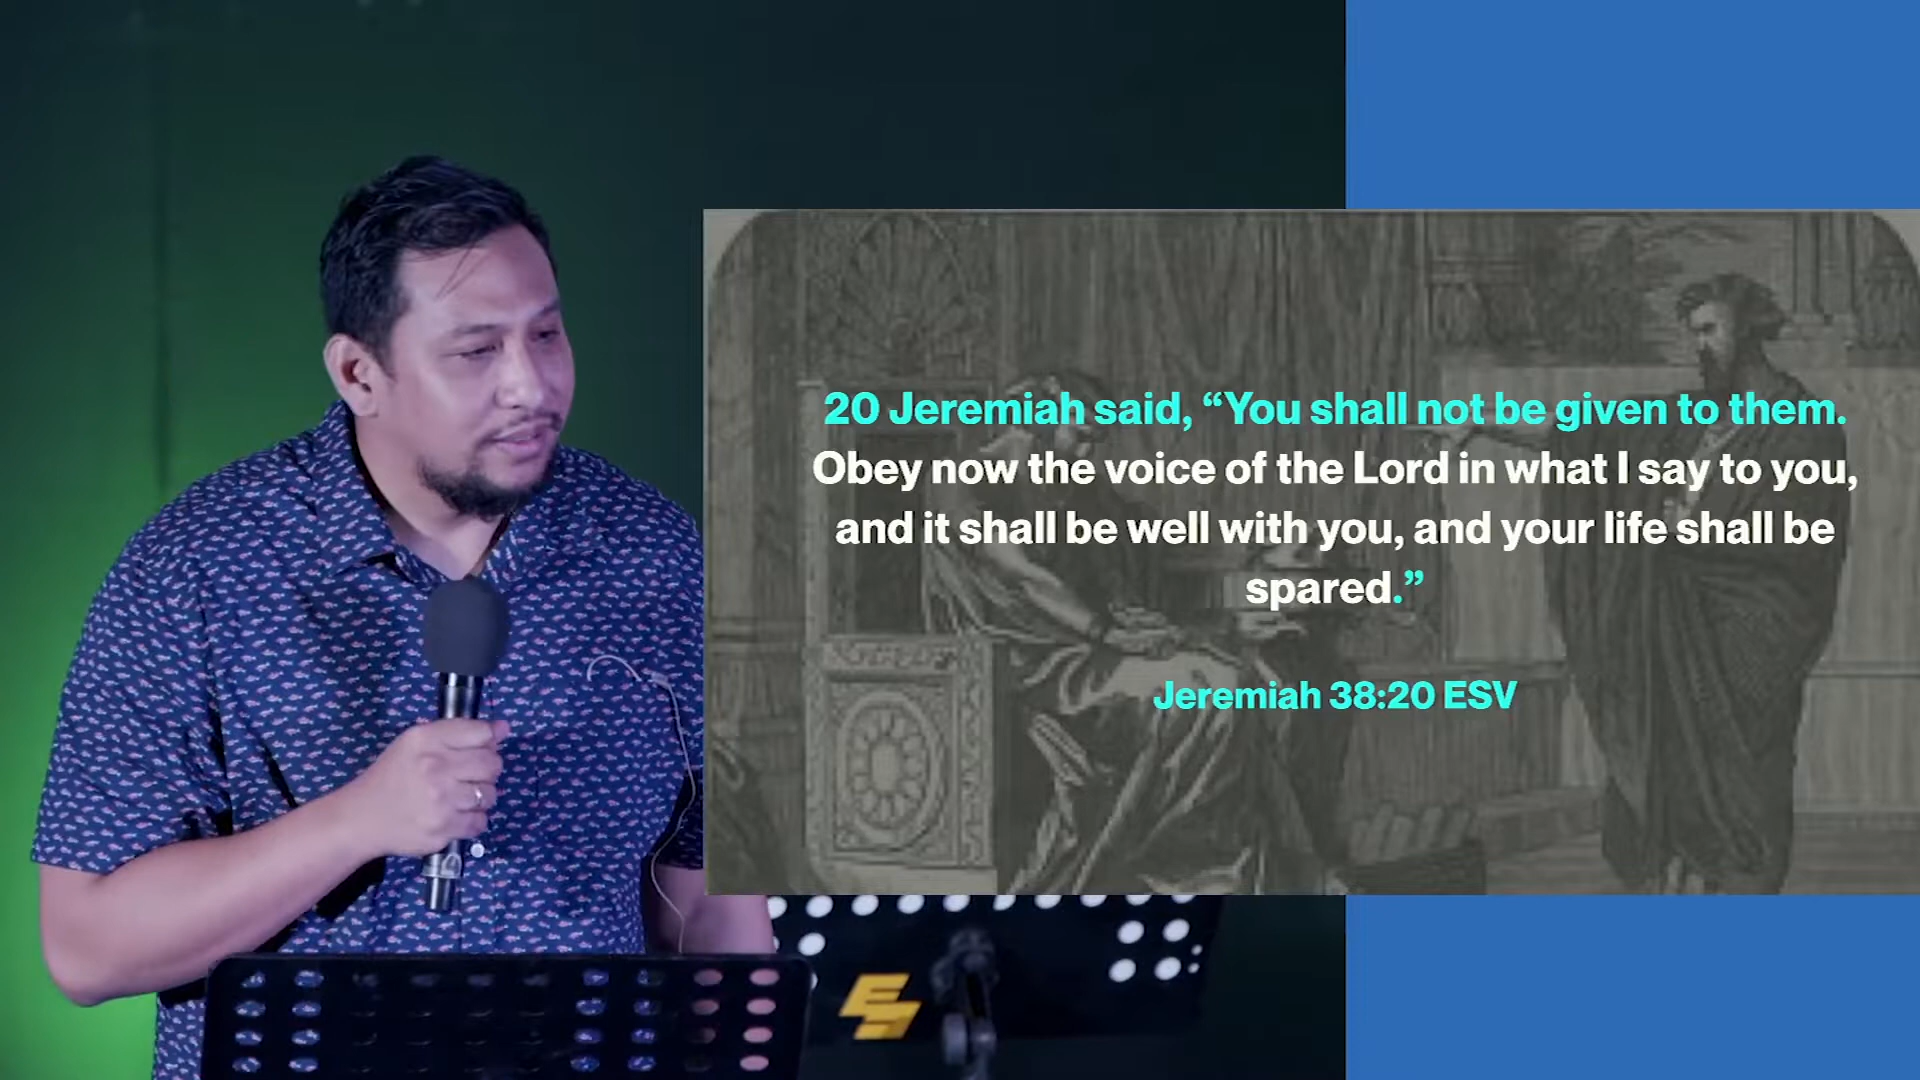 20 Jeremiah said, “You shall not be given to them.
Obey now the voice of the Lord in what I say to you,
and it shall be well with you, and your life shall be
spared.”
Jeremiah 38:20 ESV
ES